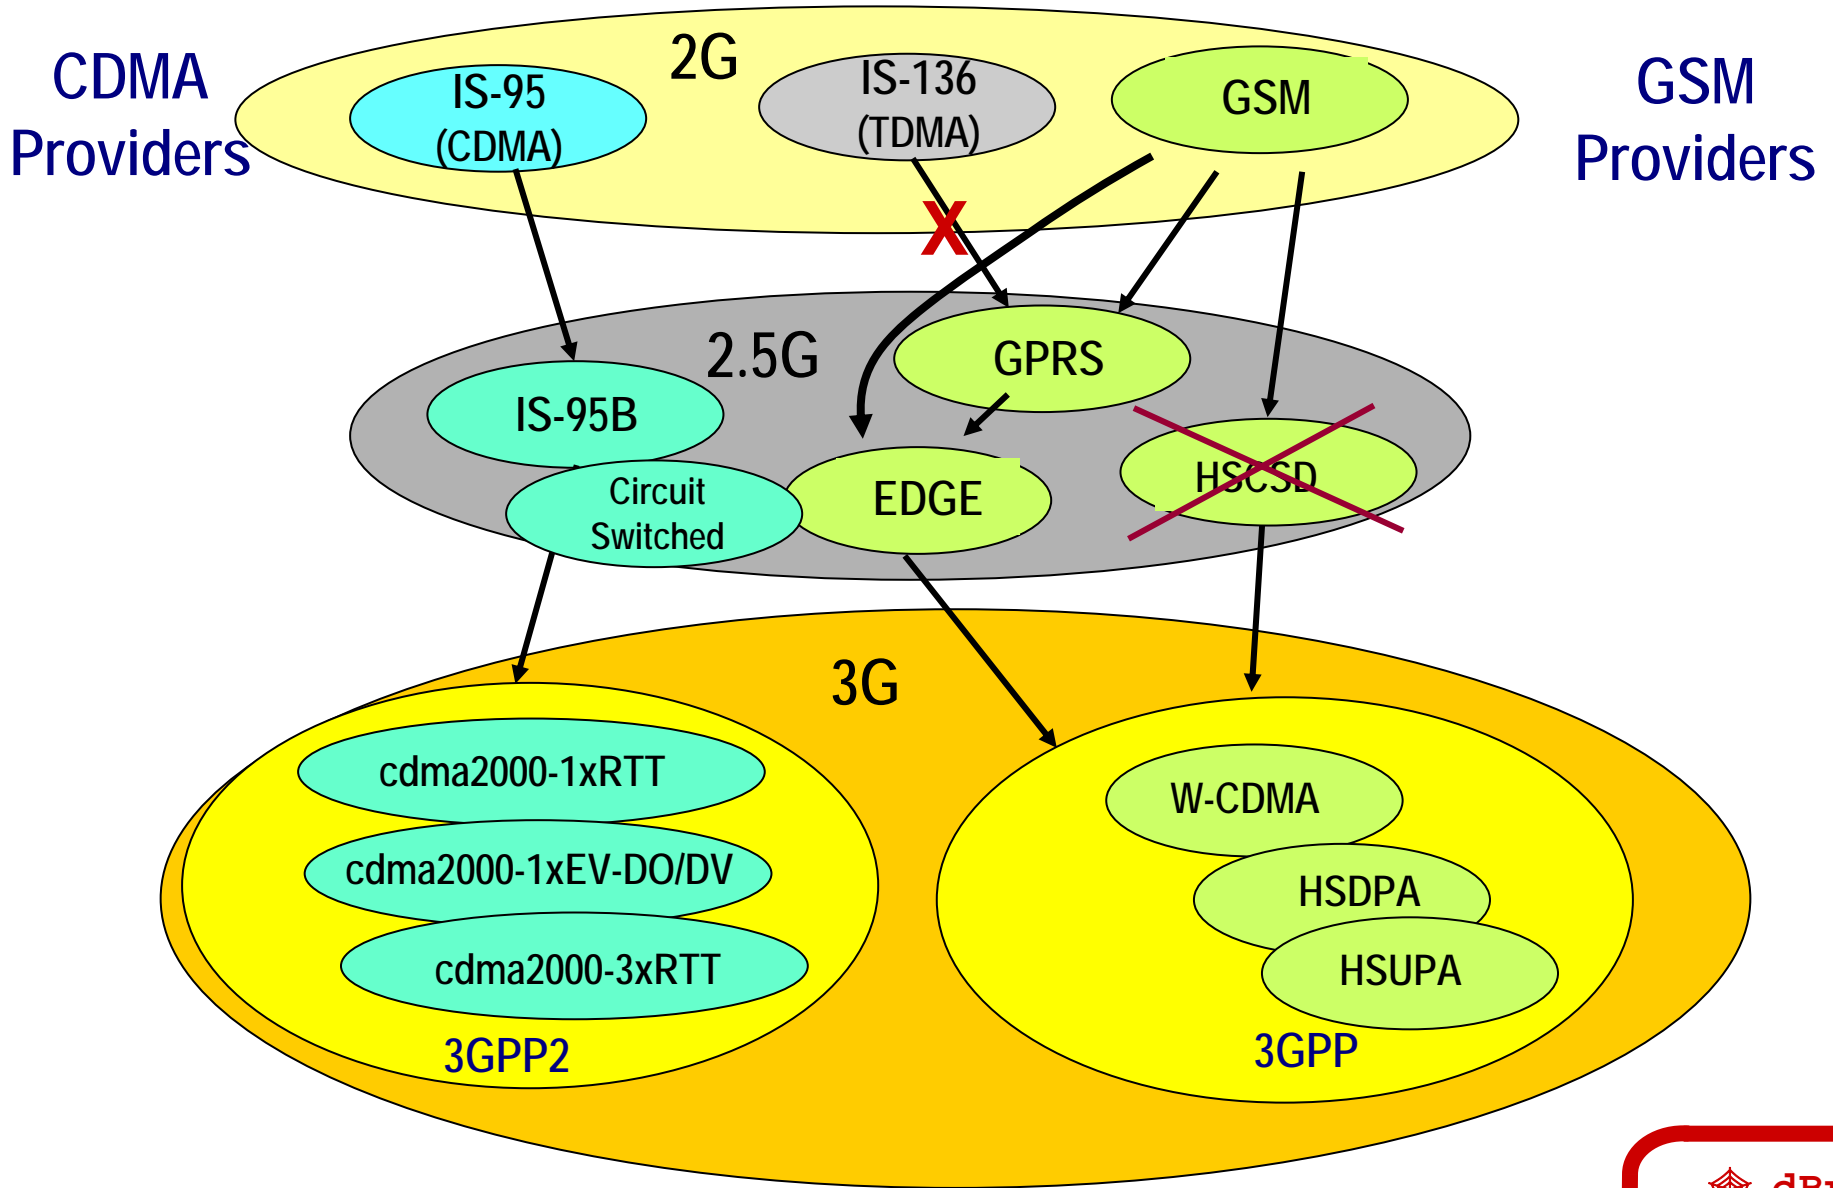 CDMA
Providers
2G
IS-95
(CDMA)
IS-136
(TDMA)
GSM
GSM
Providers
X
2.5G
GPRS
IS-95B
Circuit
Switched
EDGE
HSCSD
3G
cdma2000-1xRTT
cdma2000-1xEV-DO/DV
cdma2000-3xRTT
3GPP2
W-CDMA
HSDPA
HSUPA
3GPP